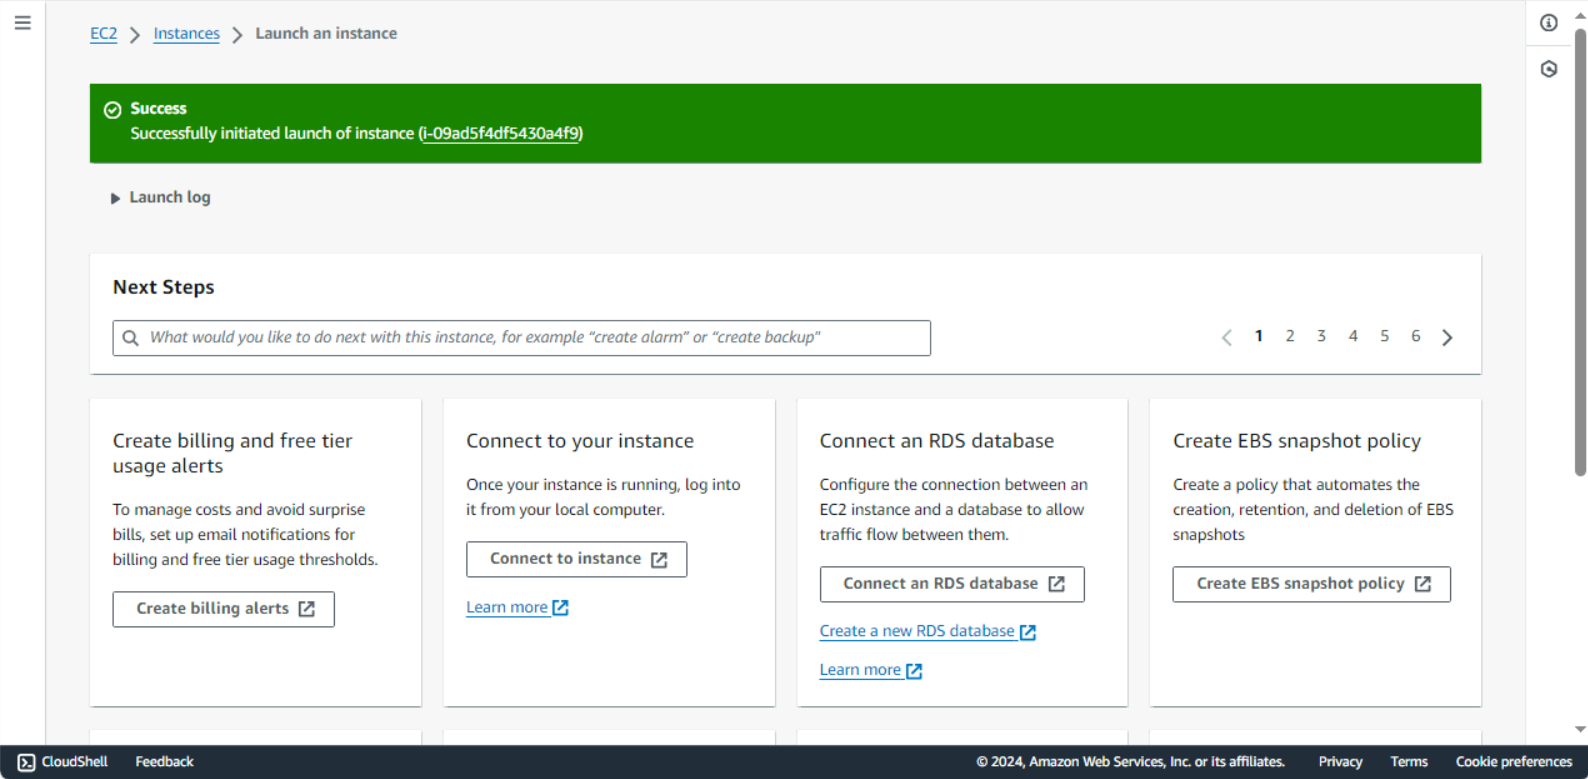 EC2 > Instances > Launch an instance
Success
Successfully initiated launch of instance (i-09ad5f4df5430a4f9)
Launch log
Next Steps
What would you like to do next with this instance, for example “create alarm” or “create backup”
1 2 3 4 5 6
Create billing and free tier
usage alerts
To manage costs and avoid surprise
bills, set up email notifications for
billing and free tier usage thresholds.
Create billing alerts
Connect to your instance
Once your instance is running, log into
it from your local computer.
Connect to instance
Learn more
Connect an RDS database
Configure the connection between an
EC2 instance and a database to allow
traffic flow between them.
Connect an RDS database
Create a new RDS database
Learn more
Create EBS snapshot policy
Create a policy that automates the
creation, retention, and deletion of EBS
snapshots
Create EBS snapshot policy
CloudShell Feedback © 2024, Amazon Web Services, Inc. or its affiliates. Privacy Terms Cookie preferences